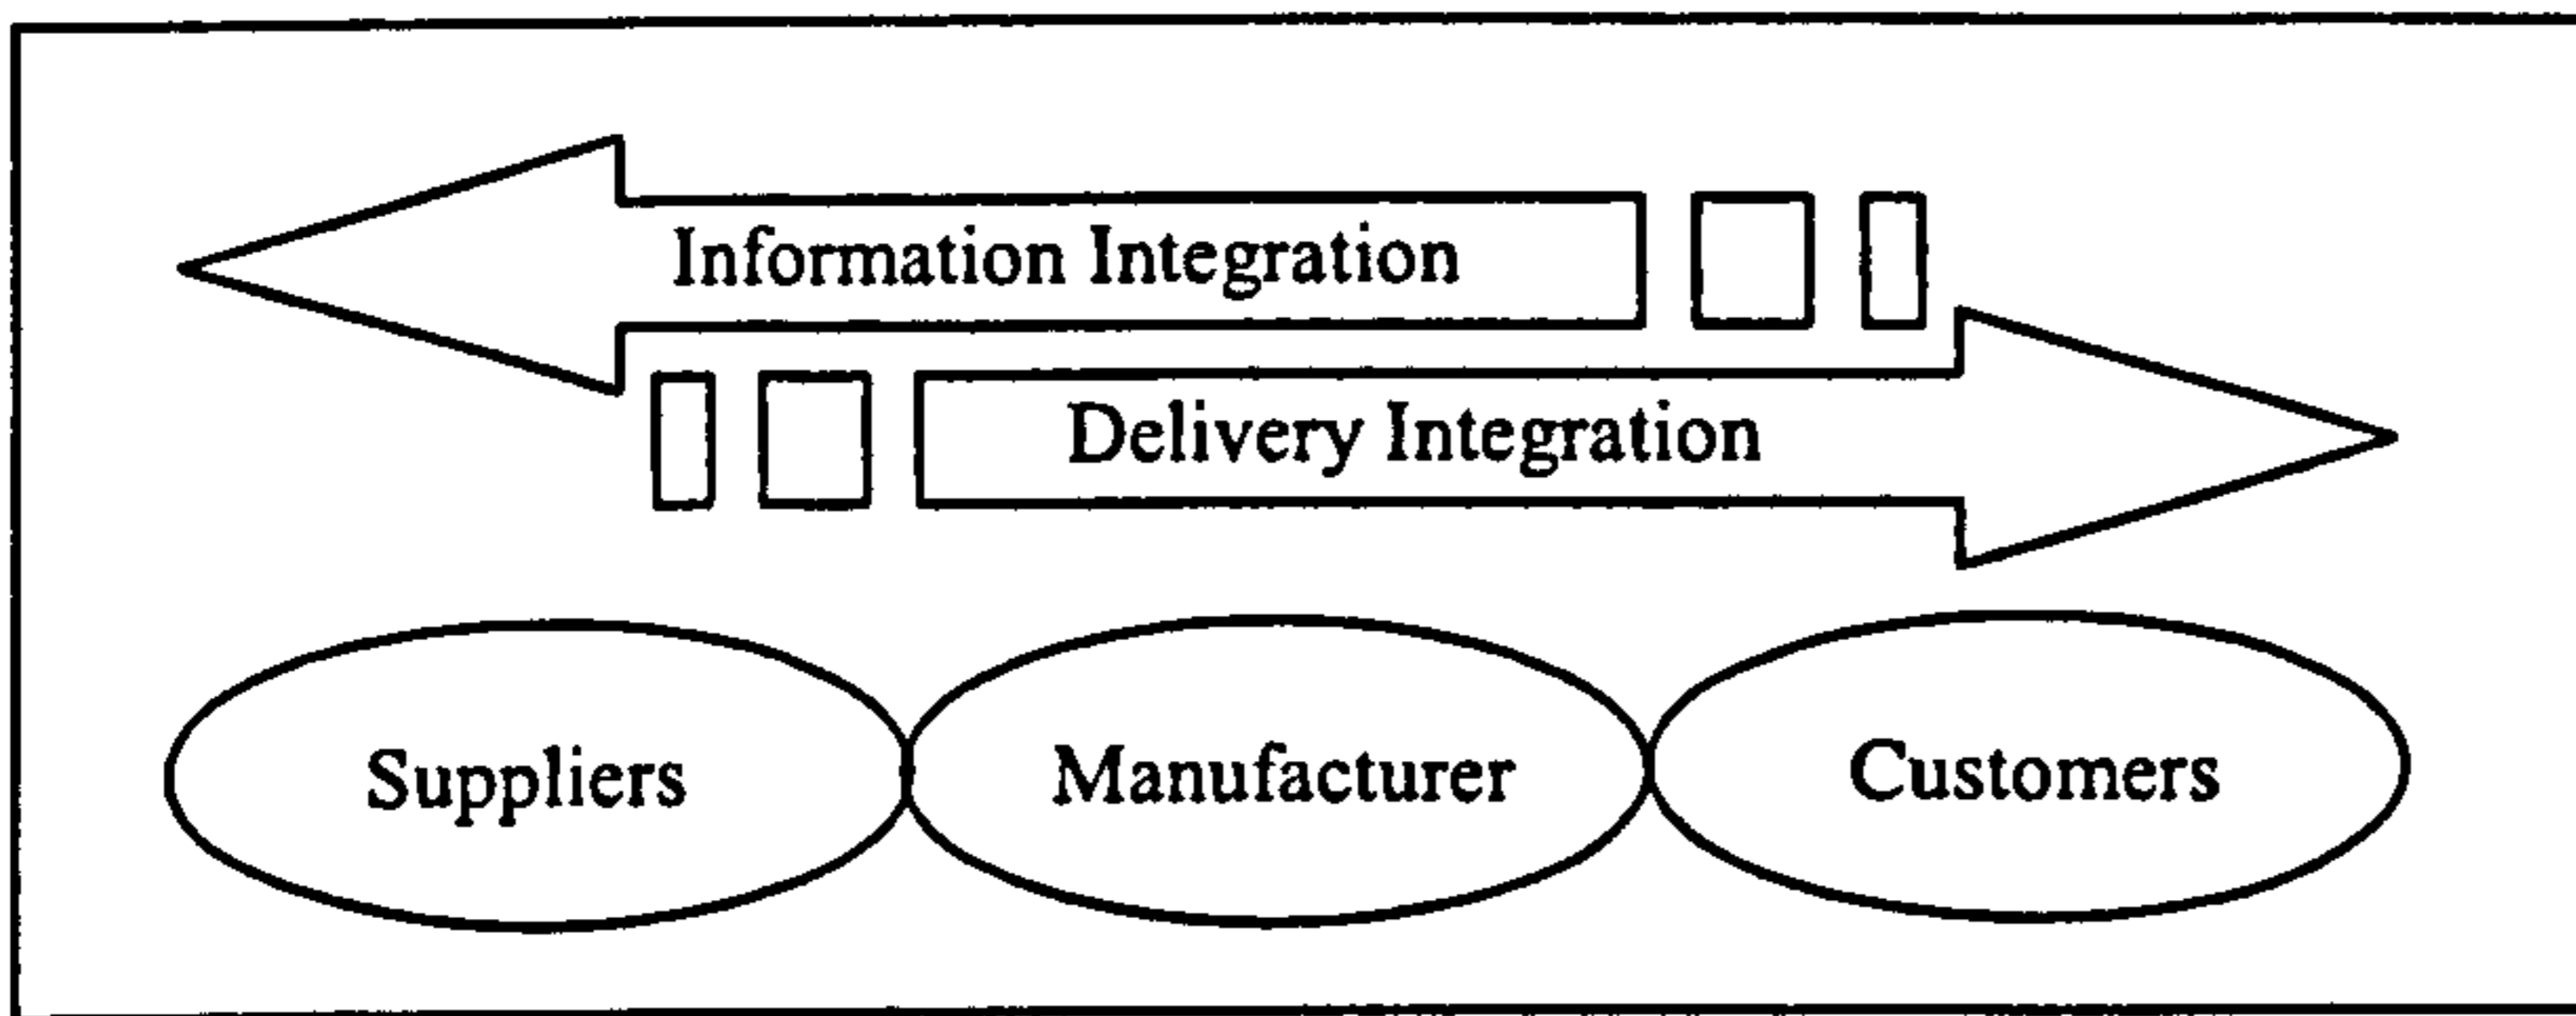 Information Integration
Delivery Integration
Suppliers Manufacturer Customers